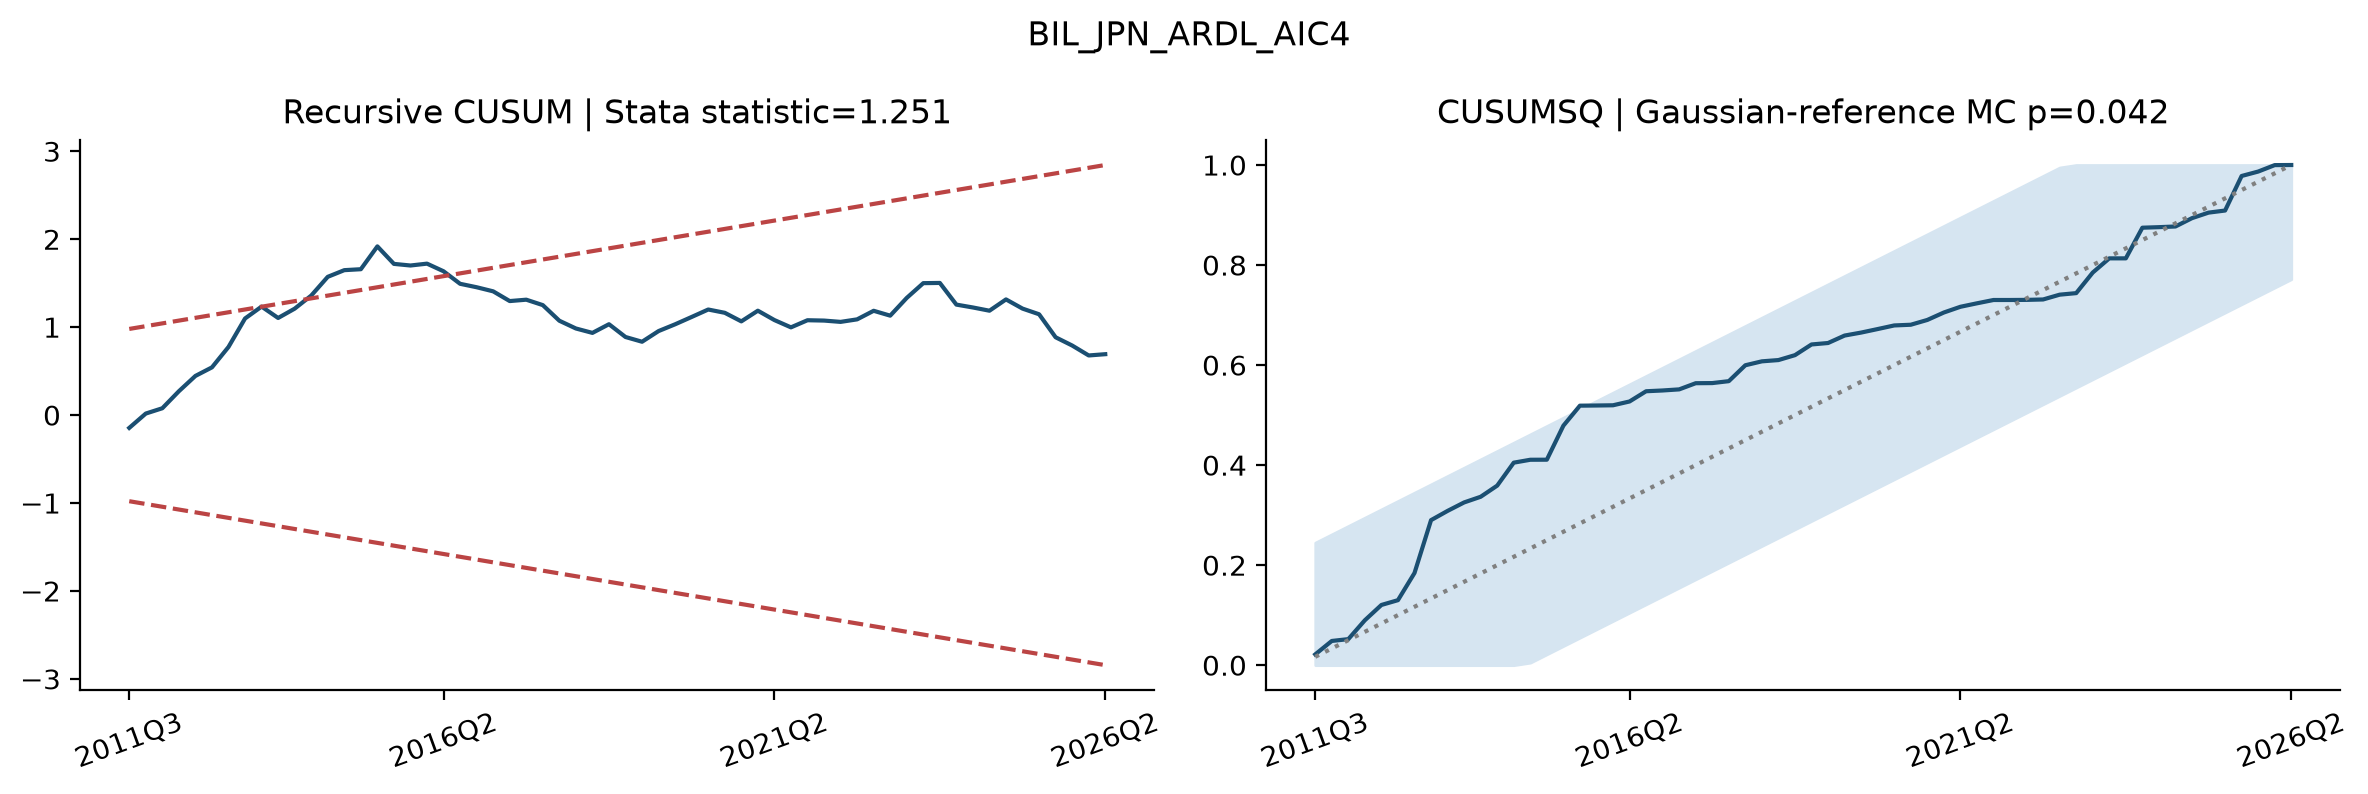 BIL_JPN_ARDL_AIC4
Recursive CUSUM | Stata statistic=1.251
3
2
1
0
−1
−2
−3
2011Q3
2016Q2
2021Q2
2026Q2
CUSUMSQ | Gaussian-reference MC p=0.042
1.0
0.8
0.6
0.4
0.2
0.0
2011Q3
2016Q2
2021Q2
2026Q2